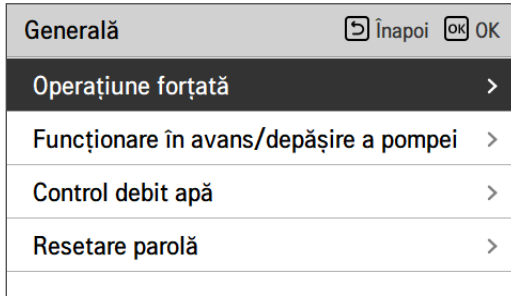 Generală Înapoi OK OK
Operațiune forțată
Funcționare în avans/depășire a pompei
Control debit apă
Resetare parolă